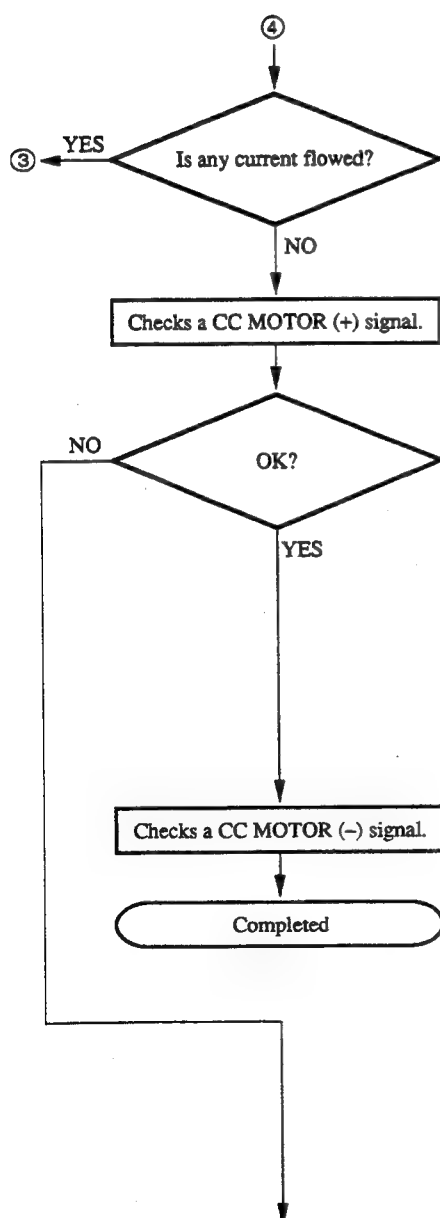 ④
YES
③
Is any current flowed?
NO
Checks a CC MOTOR (+) signal.
NO
OK?
YES
Checks a CC MOTOR (–) signal.
Completed